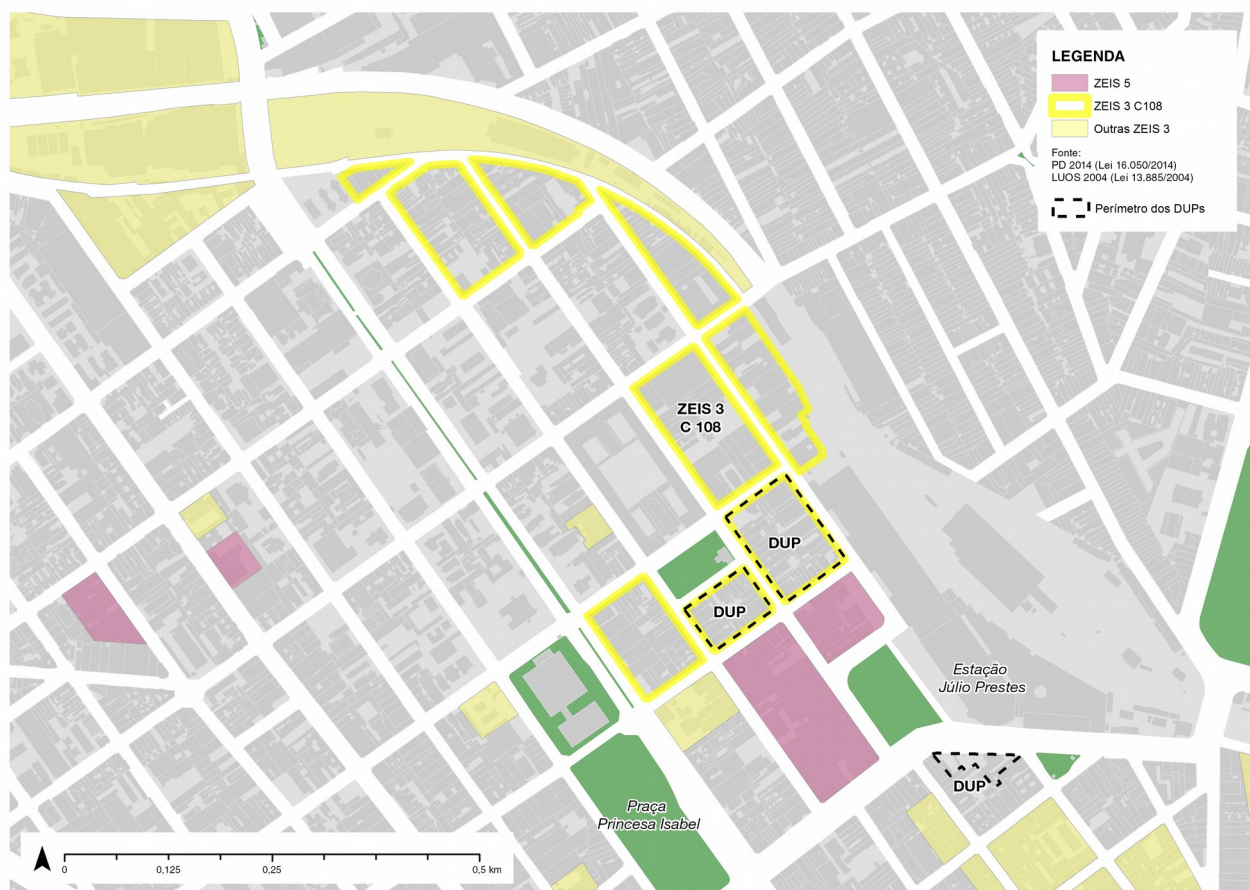 LEGENDA
ZEIS 5
ZEIS 3 C108
Outras ZEIS 3
Fonte:
PD 2014 (Lei 16.050/2014)
LUOS 2004 (Lei 13.885/2004)
Perímetro dos DUPs
ZEIS 3
C 108
DUP
DUP
Estação
Júlio Prestes
DUP
Praça
Princesa Isabel
0
0,125
0,25
0,5 km